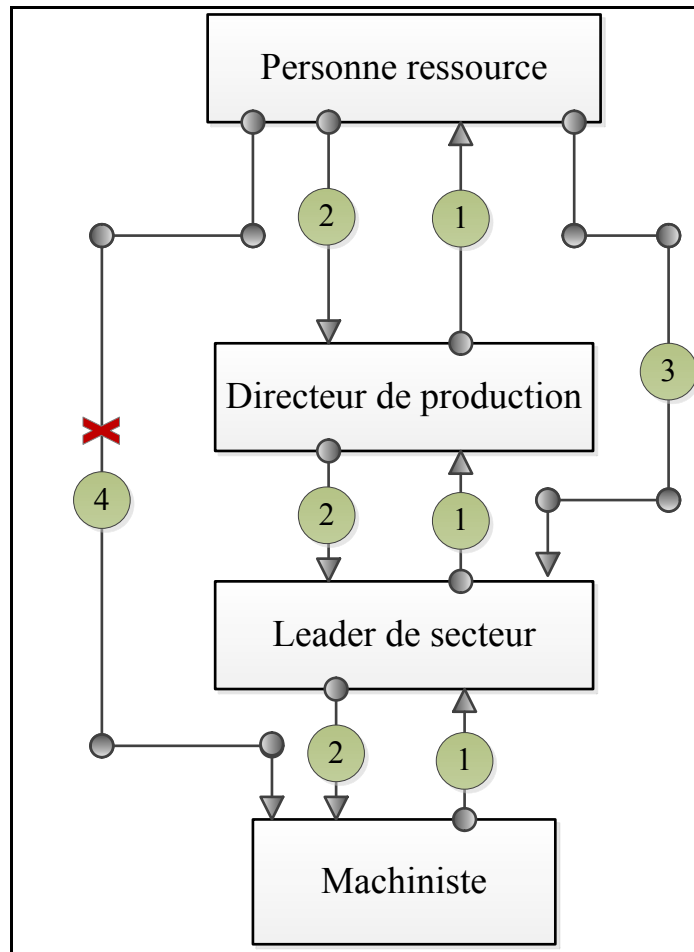 Personne ressource
2
1
3
Directeur de production
4
2
1
Leader de secteur
2
1
Machiniste